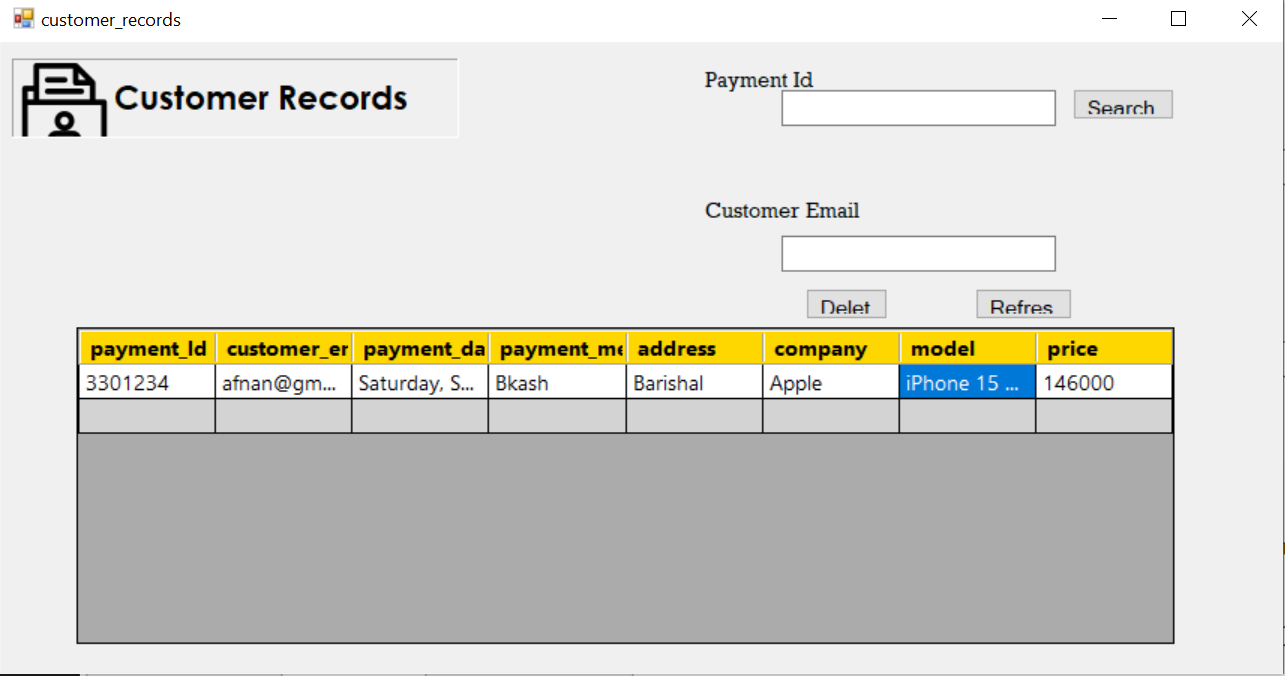 customer_records
Customer Records
Payment Id
Search
Customer Email
Delet
Refres
payment_Id customer_er payment_da payment_me address company model price
3301234 afnan@gm... Saturday, S... Bkash Barishal Apple iPhone 15 ... 146000